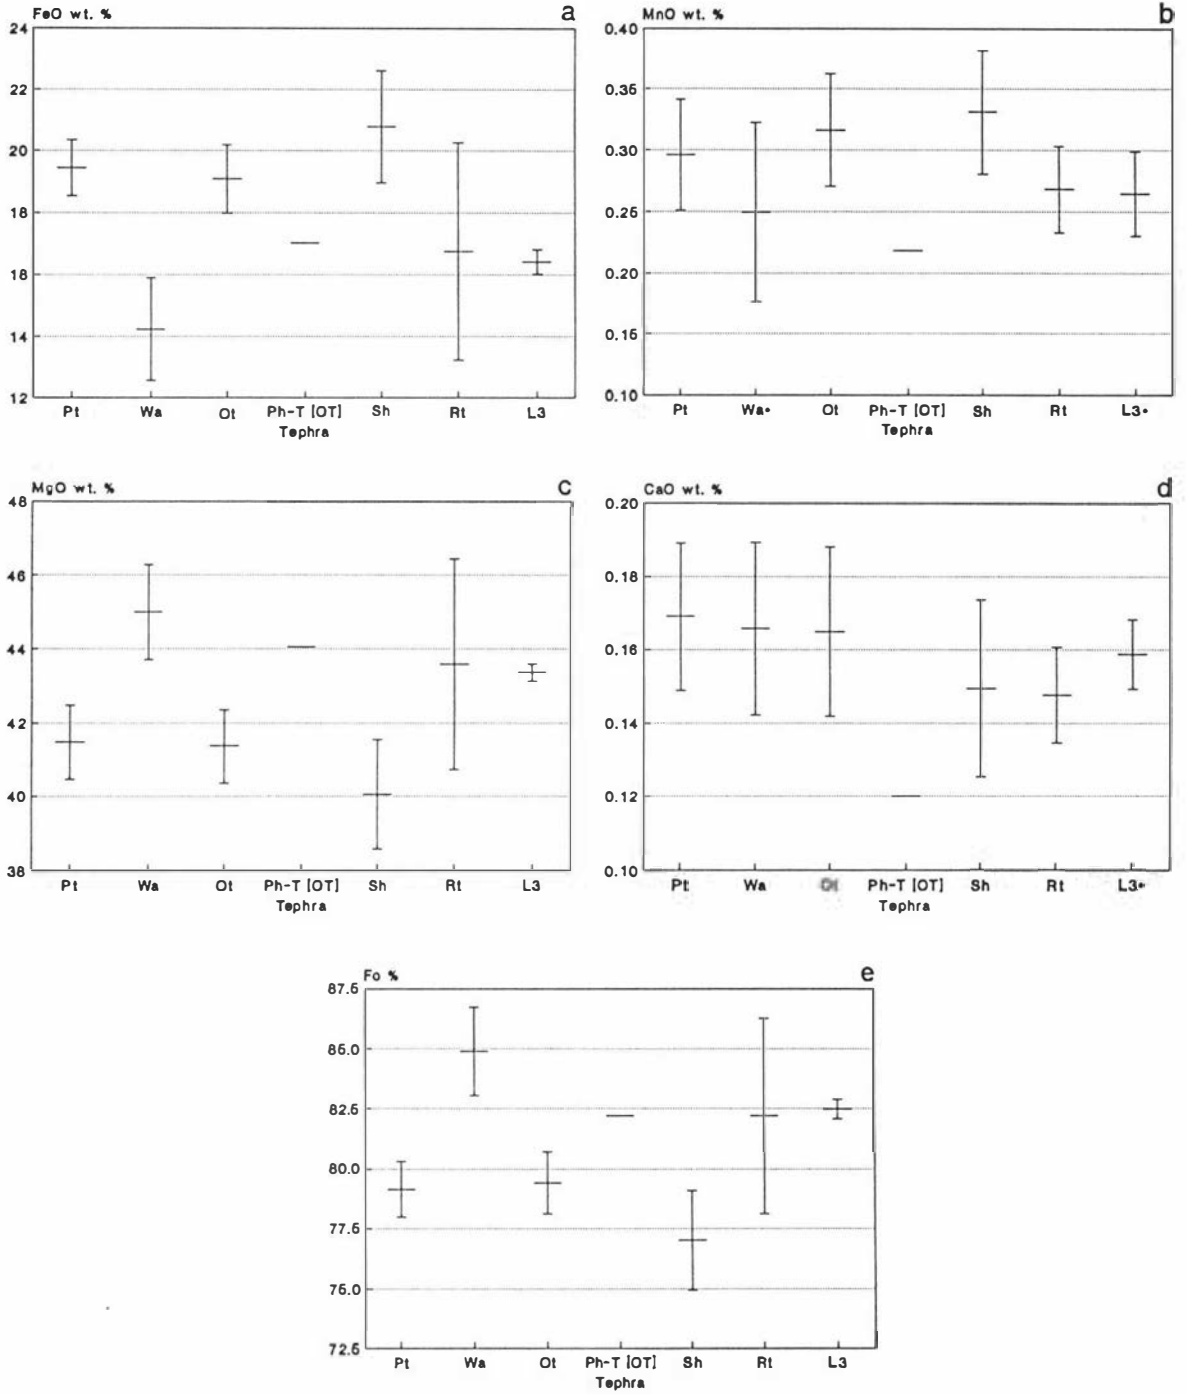 FeO wt. %
a
24
22
20
18
16
14
12
Pt Wa Ot Ph-T [OT] Sh Rt L3
Tephra
MnO wt. %
b
0.40
0.35
0.30
0.25
0.20
0.15
0.10
Pt Wa• Ot Ph-T [OT] Sh Rt L3•
Tephra
MgO wt. %
c
48
46
44
42
40
38
Pt Wa Ot Ph-T [OT] Sh Rt L3
Tephra
CaO wt. %
d
0.20
0.18
0.16
0.14
0.12
0.10
Pt Wa Ot Ph-T [OT] Sh Rt L3•
Tephra
Fo %
e
87.5
85.0
82.5
80.0
77.5
75.0
72.5
Pt Wa Ot Ph-T [OT] Sh Rt L3
Tephra